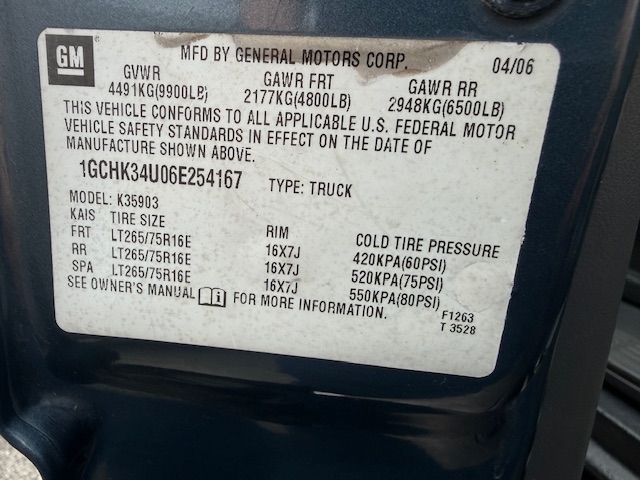 GM
MFD BY GENERAL MOTORS CORP. 04/06
GVWR GAWR FRT GAWR RR
4491KG(9900LB) 2177KG(4800LB) 2948KG(6500LB)
THIS VEHICLE CONFORMS TO ALL APPLICABLE U.S. FEDERAL MOTOR
VEHICLE SAFETY STANDARDS IN EFFECT ON THE DATE OF
MANUFACTURE SHOWN ABOVE.
1GCHK34U06E254167 TYPE: TRUCK
MODEL: K35903
KAIS TIRE SIZE RIM COLD TIRE PRESSURE
FRT LT265/75R16E 16X7J 420KPA(60PSI)
RR LT265/75R16E 16X7J 520KPA(75PSI)
SPA LT265/75R16E 16X7J 550KPA(80PSI)
SEE OWNER'S MANUAL FOR MORE INFORMATION.
F1263
T 3528